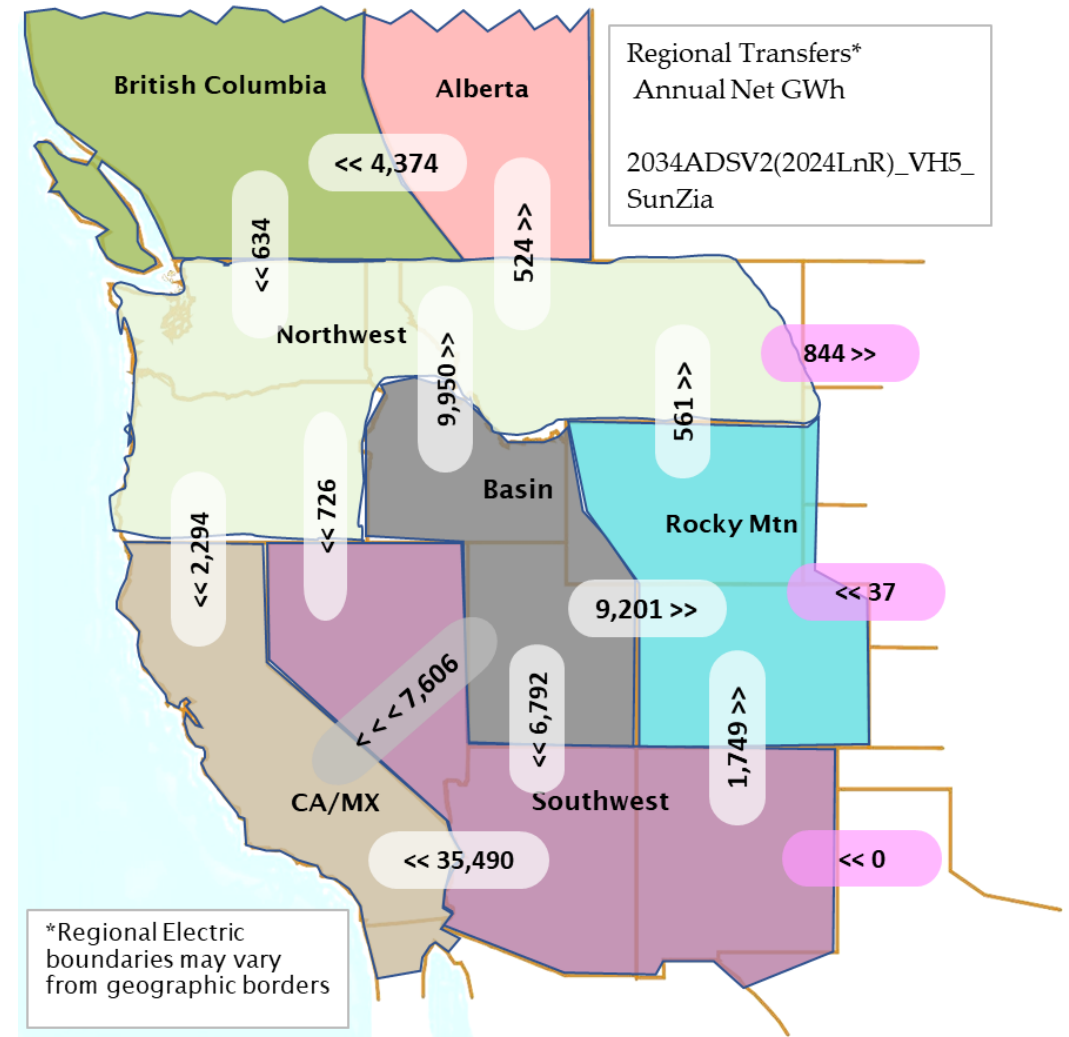 Regional Transfers*
Annual Net GWh
2034ADSV2(2024LnR)_VH5_
SunZia
British Columbia
Alberta
<< 4,374
<< 634
524 >>
Northwest
9,950 >>
844 >>
561 >>
Basin
Rocky Mtn
<< 2,294
<< 726
<< 37
9,201 >>
< < < 7,606
<< 6,792
1,749 >>
CA/MX
Southwest
<< 35,490
<< 0
*Regional Electric
boundaries may vary
from geographic borders